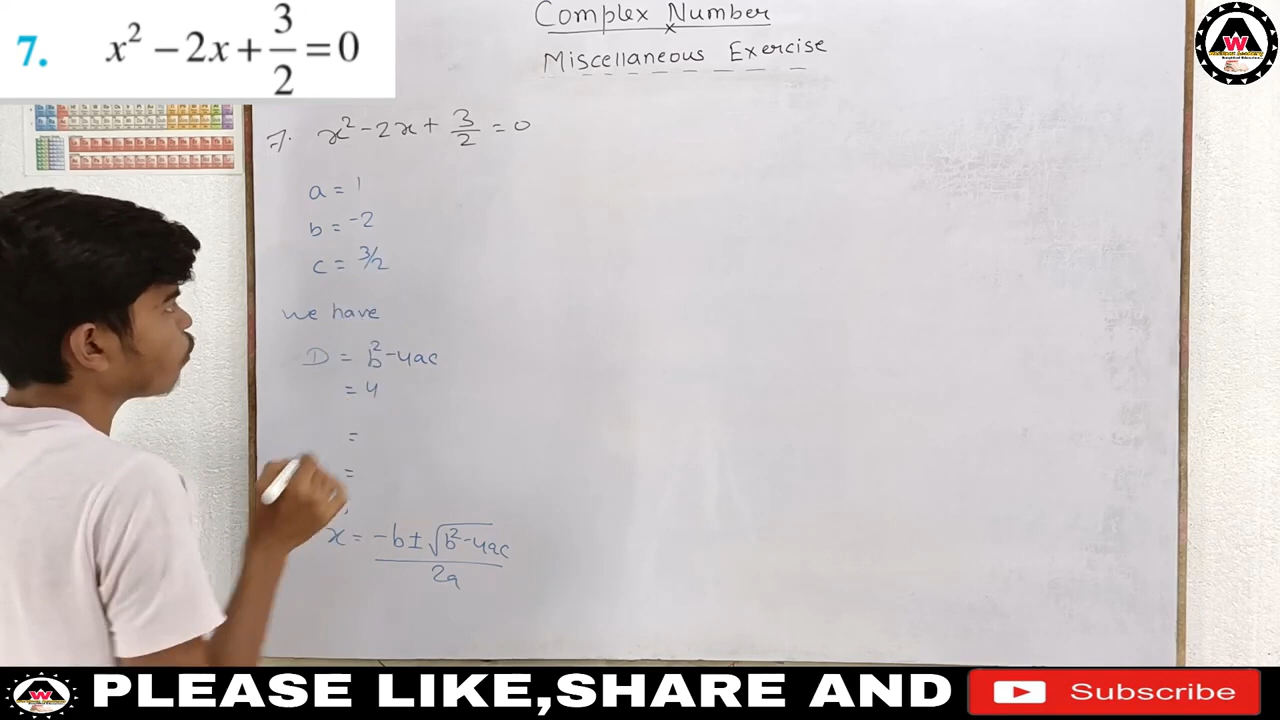 7. x² − 2x + 3/2 = 0
Complex Number
Miscellaneous Exercise
7. x² − 2x + 3/2 = 0
a = 1
b = -2
c = 3/2
we have
D = b² - 4ac
= 4
=
=
x = -b ± √b² - 4ac / 2a
W
PLEASE LIKE,SHARE AND
Subscribe